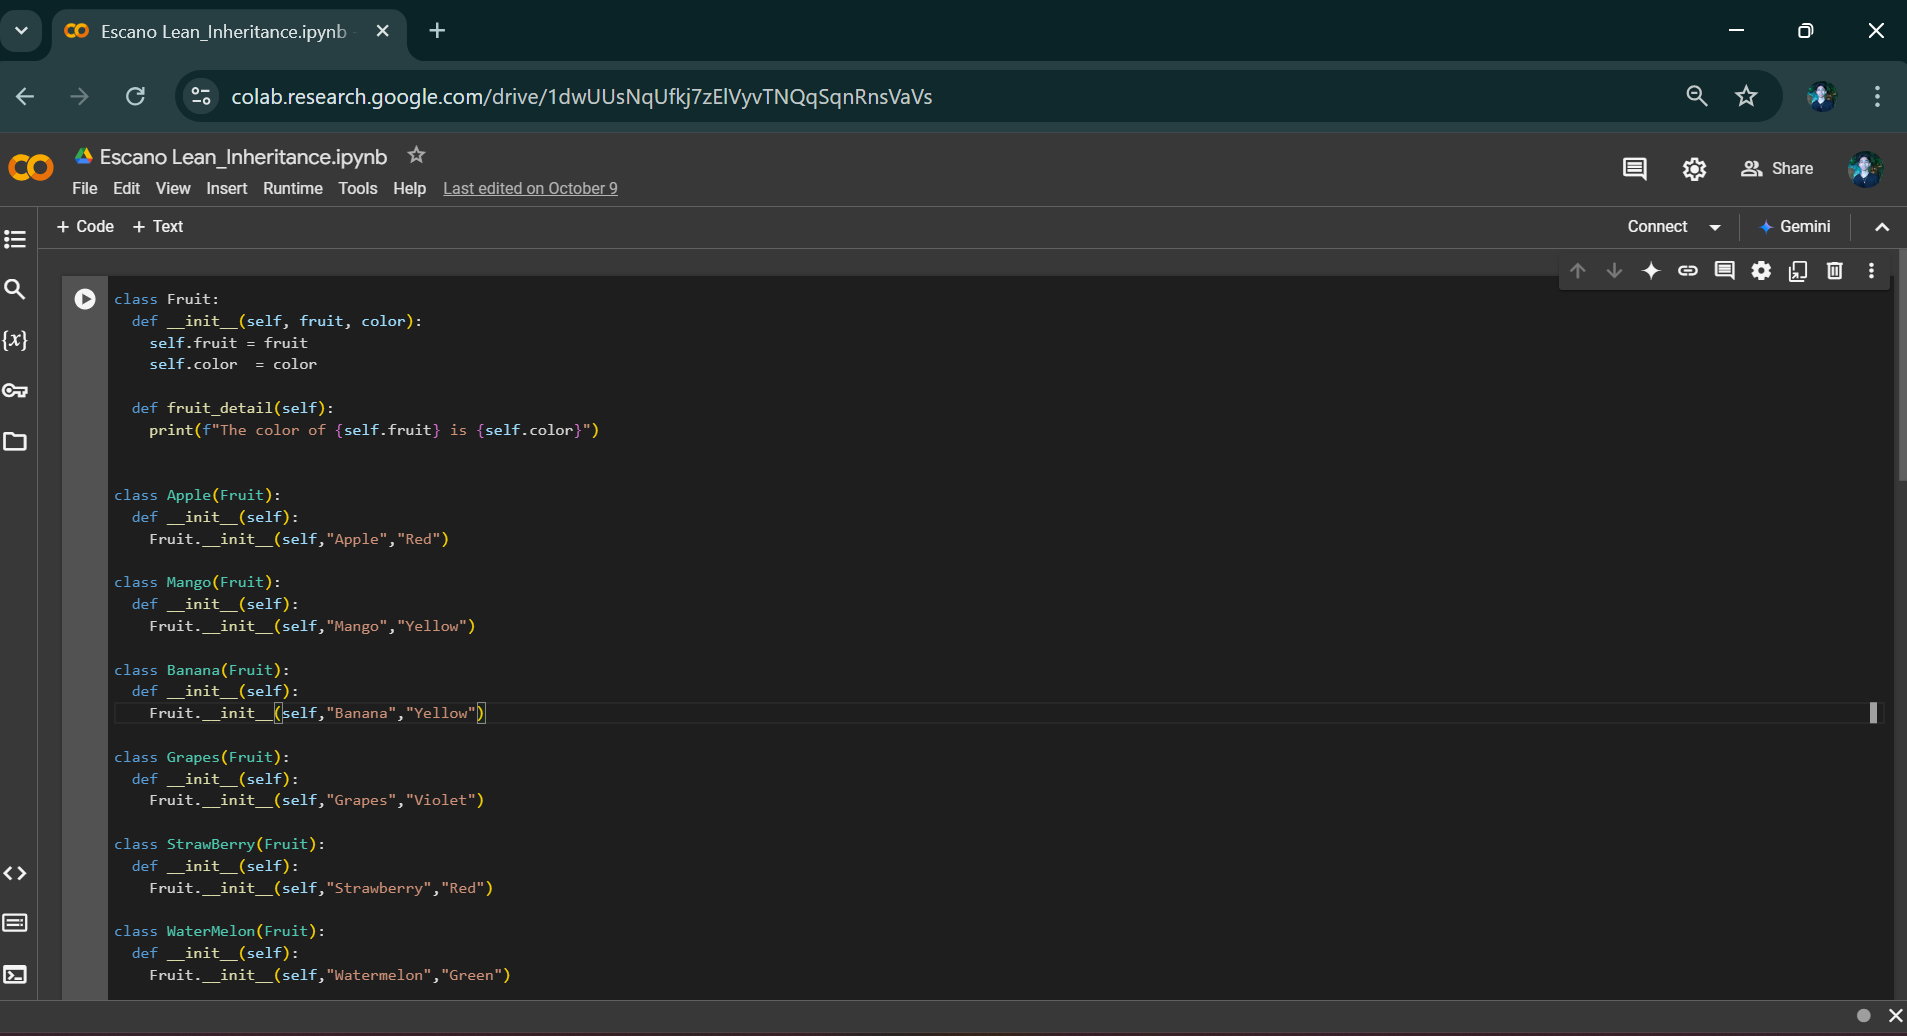 Escano Lean_Inheritance.ipynb
colab.research.google.com/drive/1dwUUsNqUfkj7zElVyvTNQqSqnRnsVaVs
Escano Lean_Inheritance.ipynb
Share
File Edit View Insert Runtime Tools Help Last edited on October 9
+ Code + Text
Connect Gemini
{x}
class Fruit:
  def __init__(self, fruit, color):
    self.fruit = fruit
    self.color  = color
  def fruit_detail(self):
    print(f"The color of {self.fruit} is {self.color}")
class Apple(Fruit):
  def __init__(self):
    Fruit.__init__(self,"Apple","Red")
class Mango(Fruit):
  def __init__(self):
    Fruit.__init__(self,"Mango","Yellow")
class Banana(Fruit):
  def __init__(self):
    Fruit.__init__(self,"Banana","Yellow")
class Grapes(Fruit):
  def __init__(self):
    Fruit.__init__(self,"Grapes","Violet")
class StrawBerry(Fruit):
  def __init__(self):
    Fruit.__init__(self,"Strawberry","Red")
class WaterMelon(Fruit):
  def __init__(self):
    Fruit.__init__(self,"Watermelon","Green")